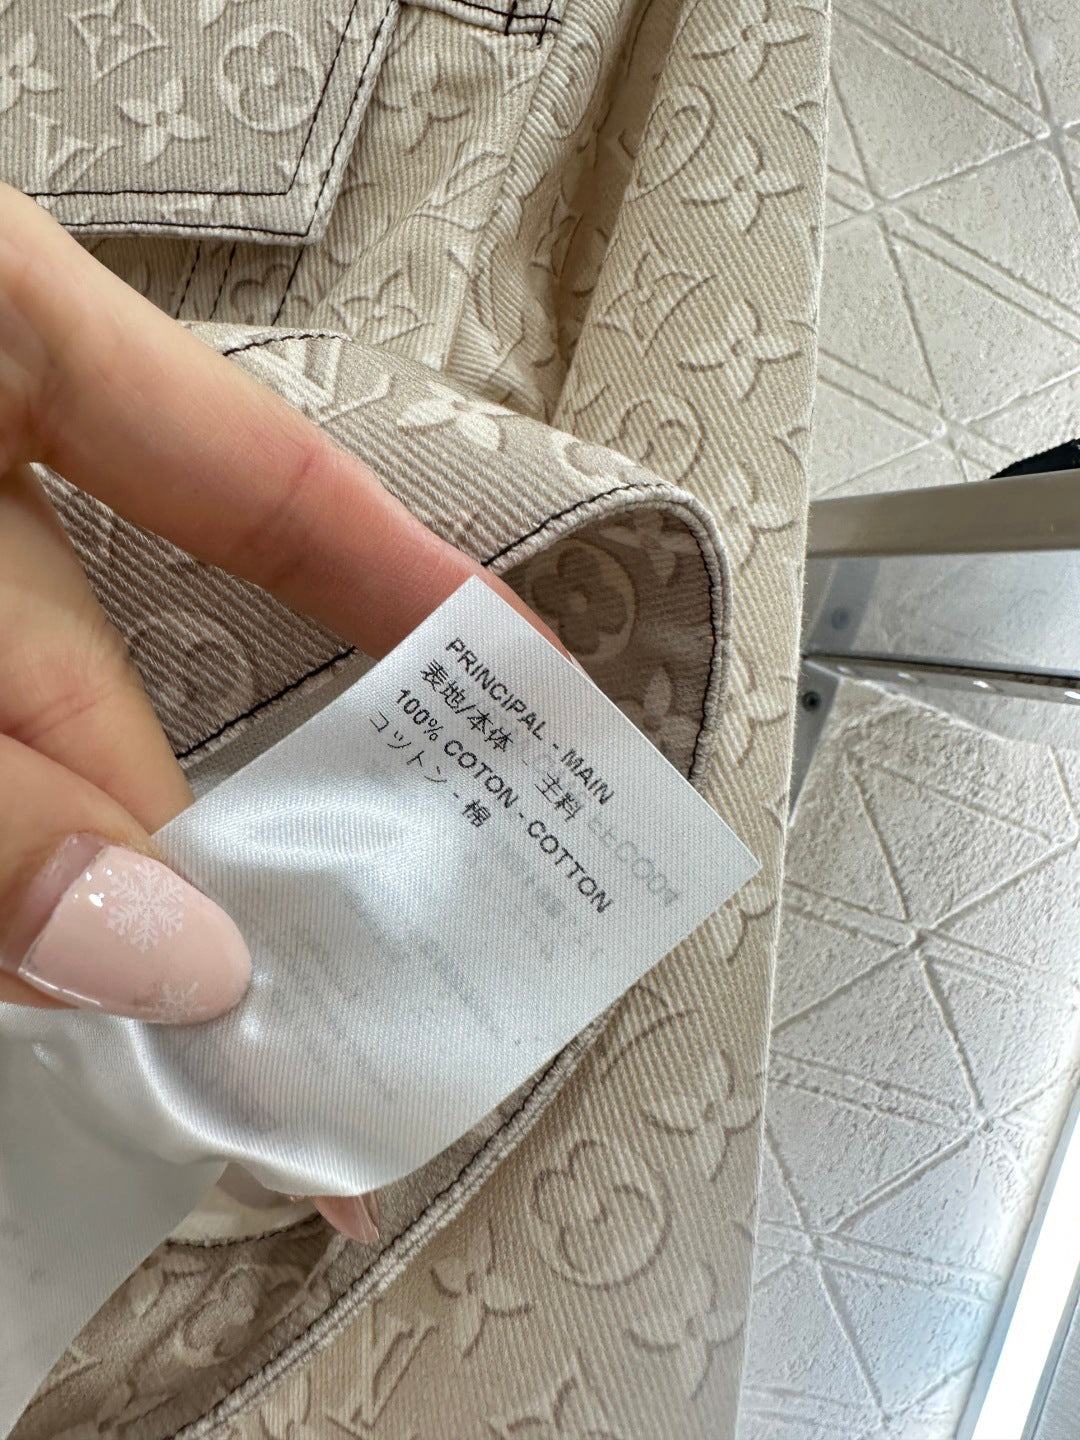 PRINCIPAL - MAIN
表地/本体 - 主料
100% COTON - COTTON
コットン - 棉